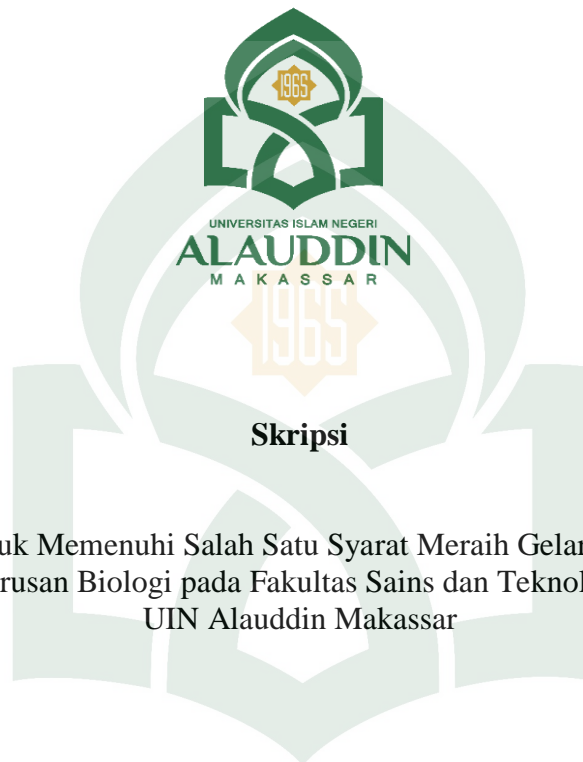 1965
UNIVERSITAS ISLAM NEGERI
ALAUDDIN
MAKASSAR
1965
Skripsi
uk Memenuhi Salah Satu Syarat Meraih Gelar
rusan Biologi pada Fakultas Sains dan Teknol
UIN Alauddin Makassar